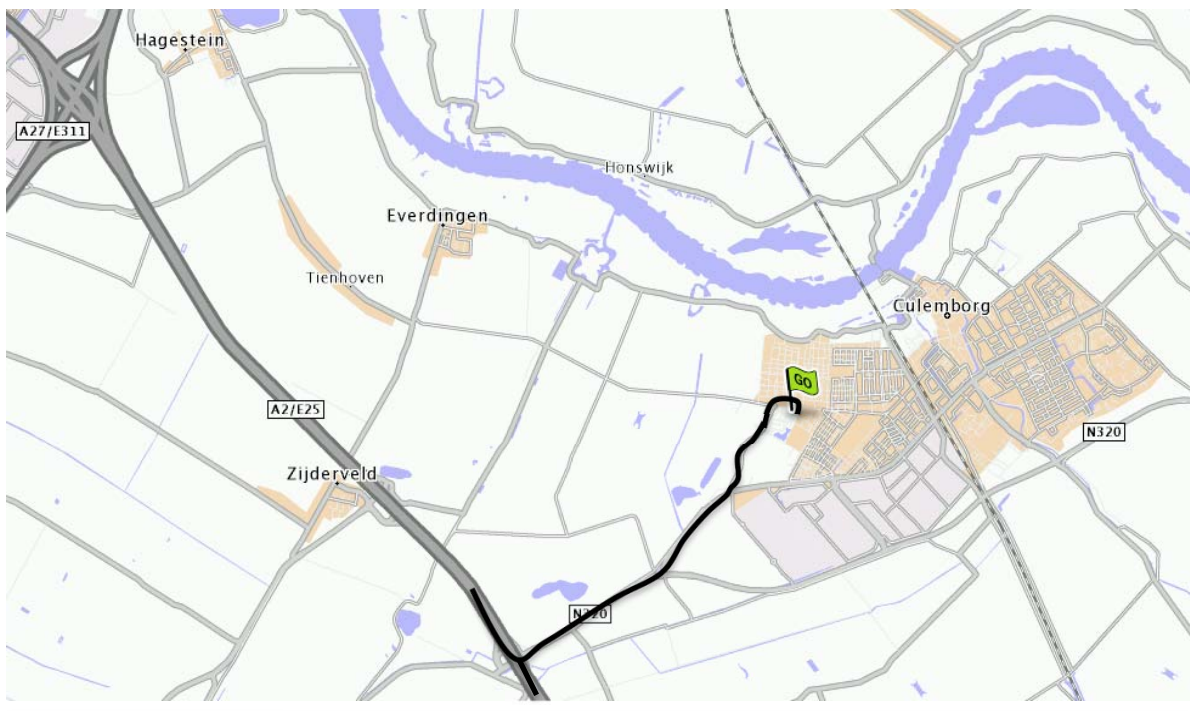 Hagestein
A27/E311
Honswijk
Everdingen
Tienhoven
Culemborg
GO
A2/E25
N320
Zijderveld
N320